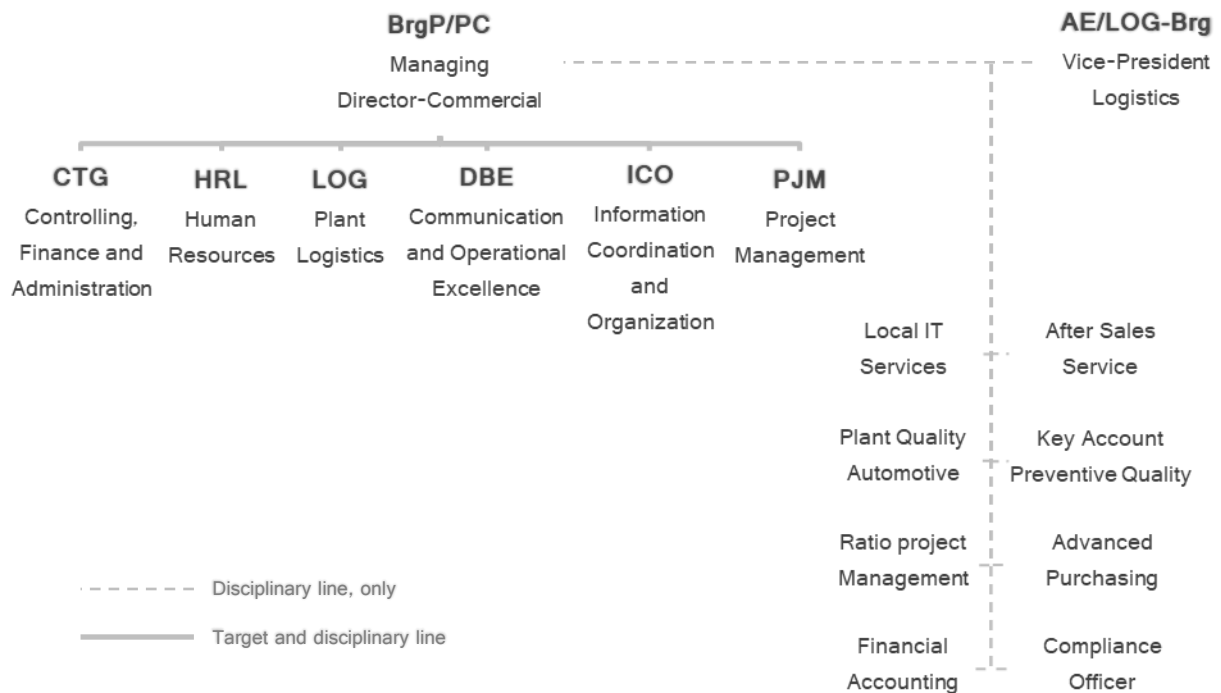 BrgP/PC
Managing
Director-Commercial
AE/LOG-Brg
Vice-President
Logistics
CTG
Controlling,
Finance and
Administration
HRL
Human
Resources
LOG
Plant
Logistics
DBE
Communication
and Operational
Excellence
ICO
Information
Coordination
and
Organization
PJM
Project
Management
Local IT
Services
After Sales
Service
Plant Quality
Automotive
Key Account
Preventive Quality
Ratio project
Management
Advanced
Purchasing
Financial
Accounting
Compliance
Officer
Disciplinary line, only
Target and disciplinary line